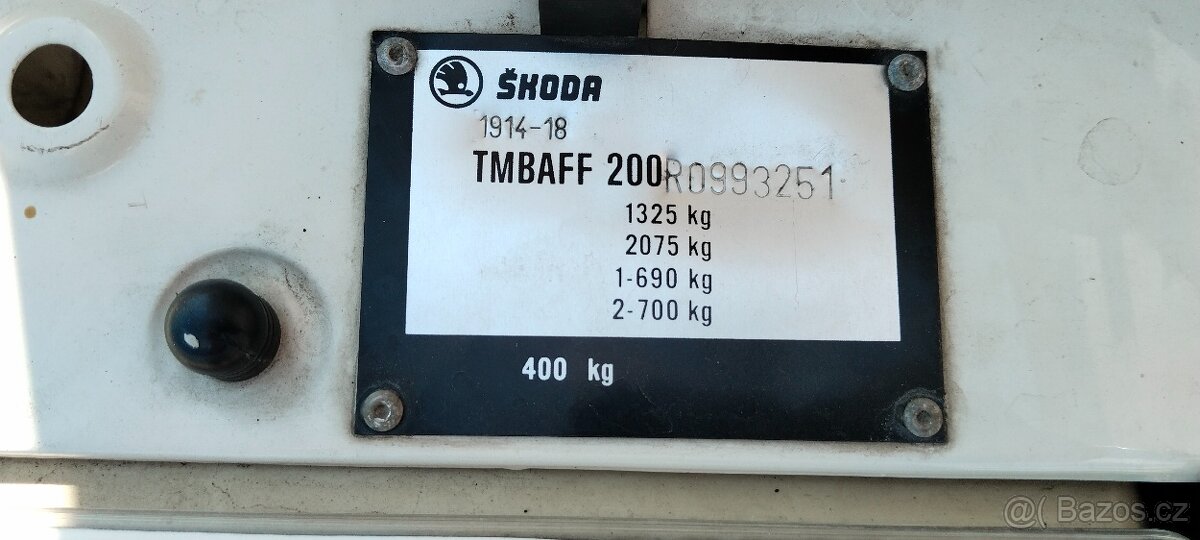 ŠKODA
1914-18
TMBAFF 200R0993251
1325 kg
2075 kg
1-690 kg
2-700 kg
400 kg
@( Bazos.cz